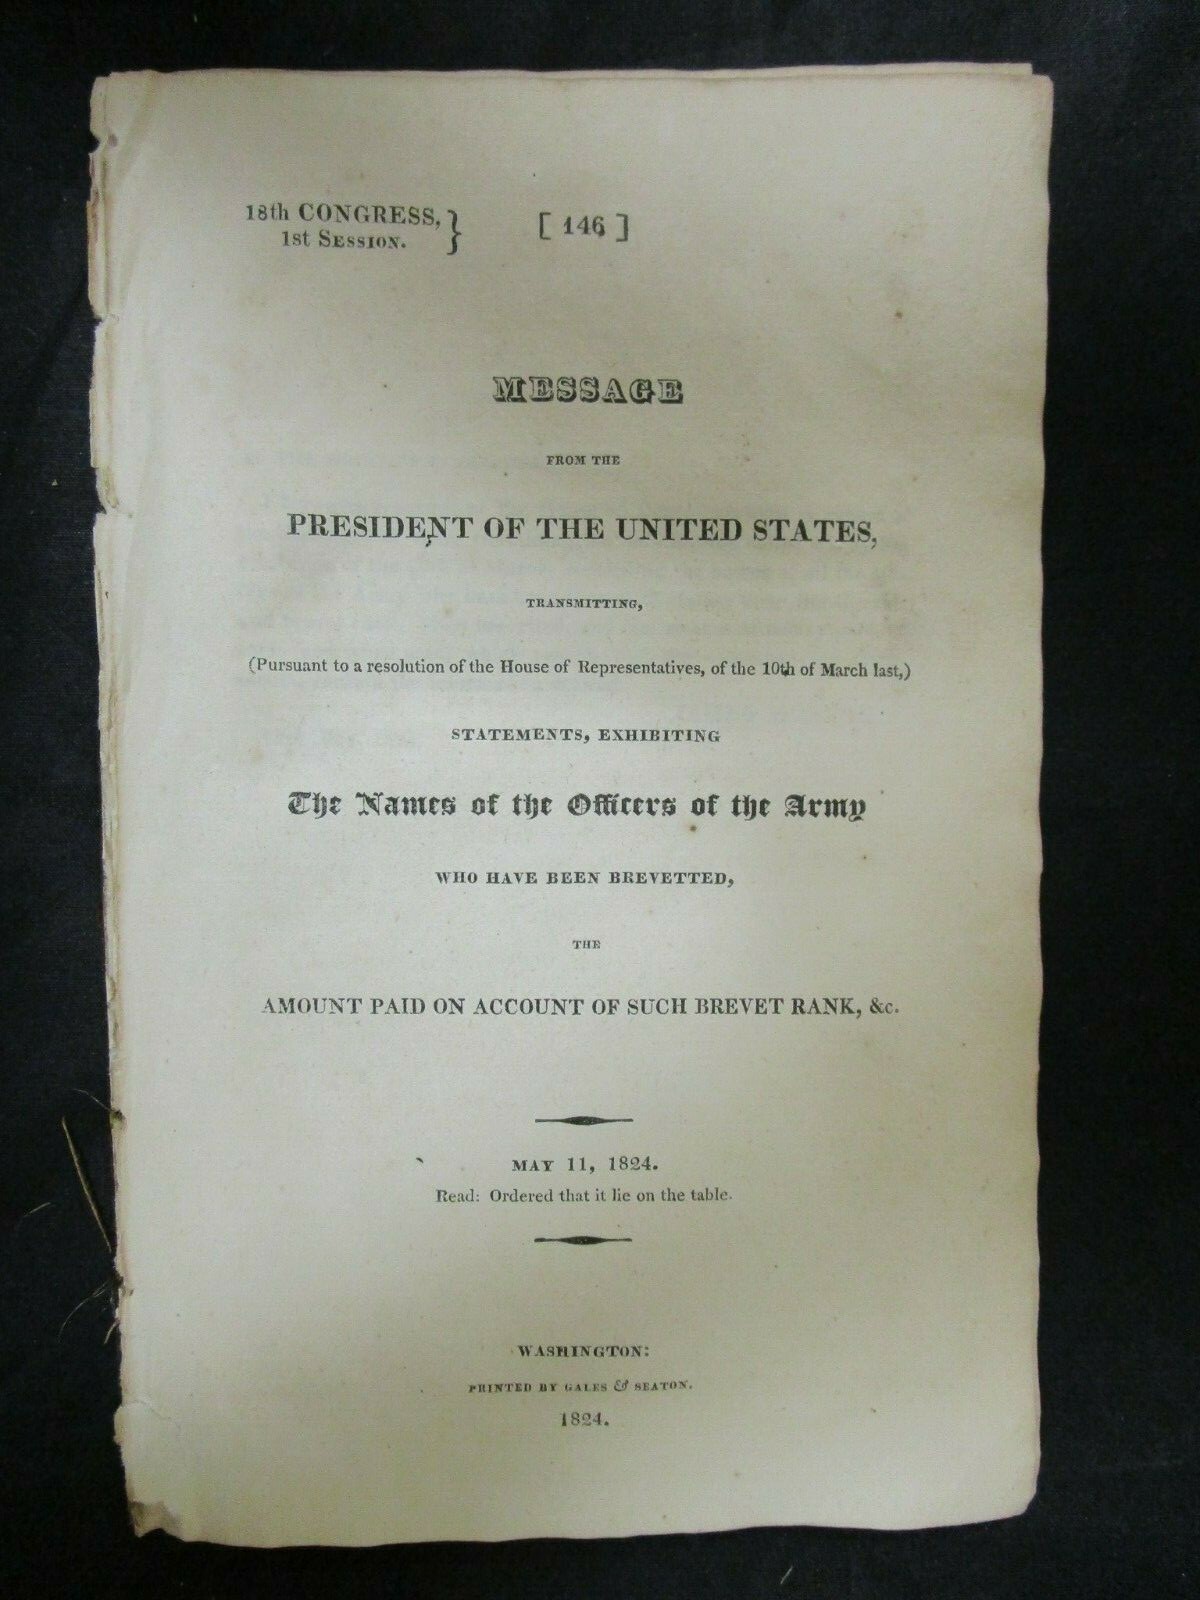 18th CONGRESS, } [ 146 ]
1st SESSION.
MESSAGE
FROM THE
PRESIDENT OF THE UNITED STATES,
TRANSMITTING,
(Pursuant to a resolution of the House of Representatives, of the 10th of March last,)
STATEMENTS, EXHIBITING
The Names of the Officers of the Army
WHO HAVE BEEN BREVETTED,
THE
AMOUNT PAID ON ACCOUNT OF SUCH BREVET RANK, &c.
MAY 11, 1824.
Read: Ordered that it lie on the table.
WASHINGTON:
PRINTED BY GALES & SEATON.
1824.